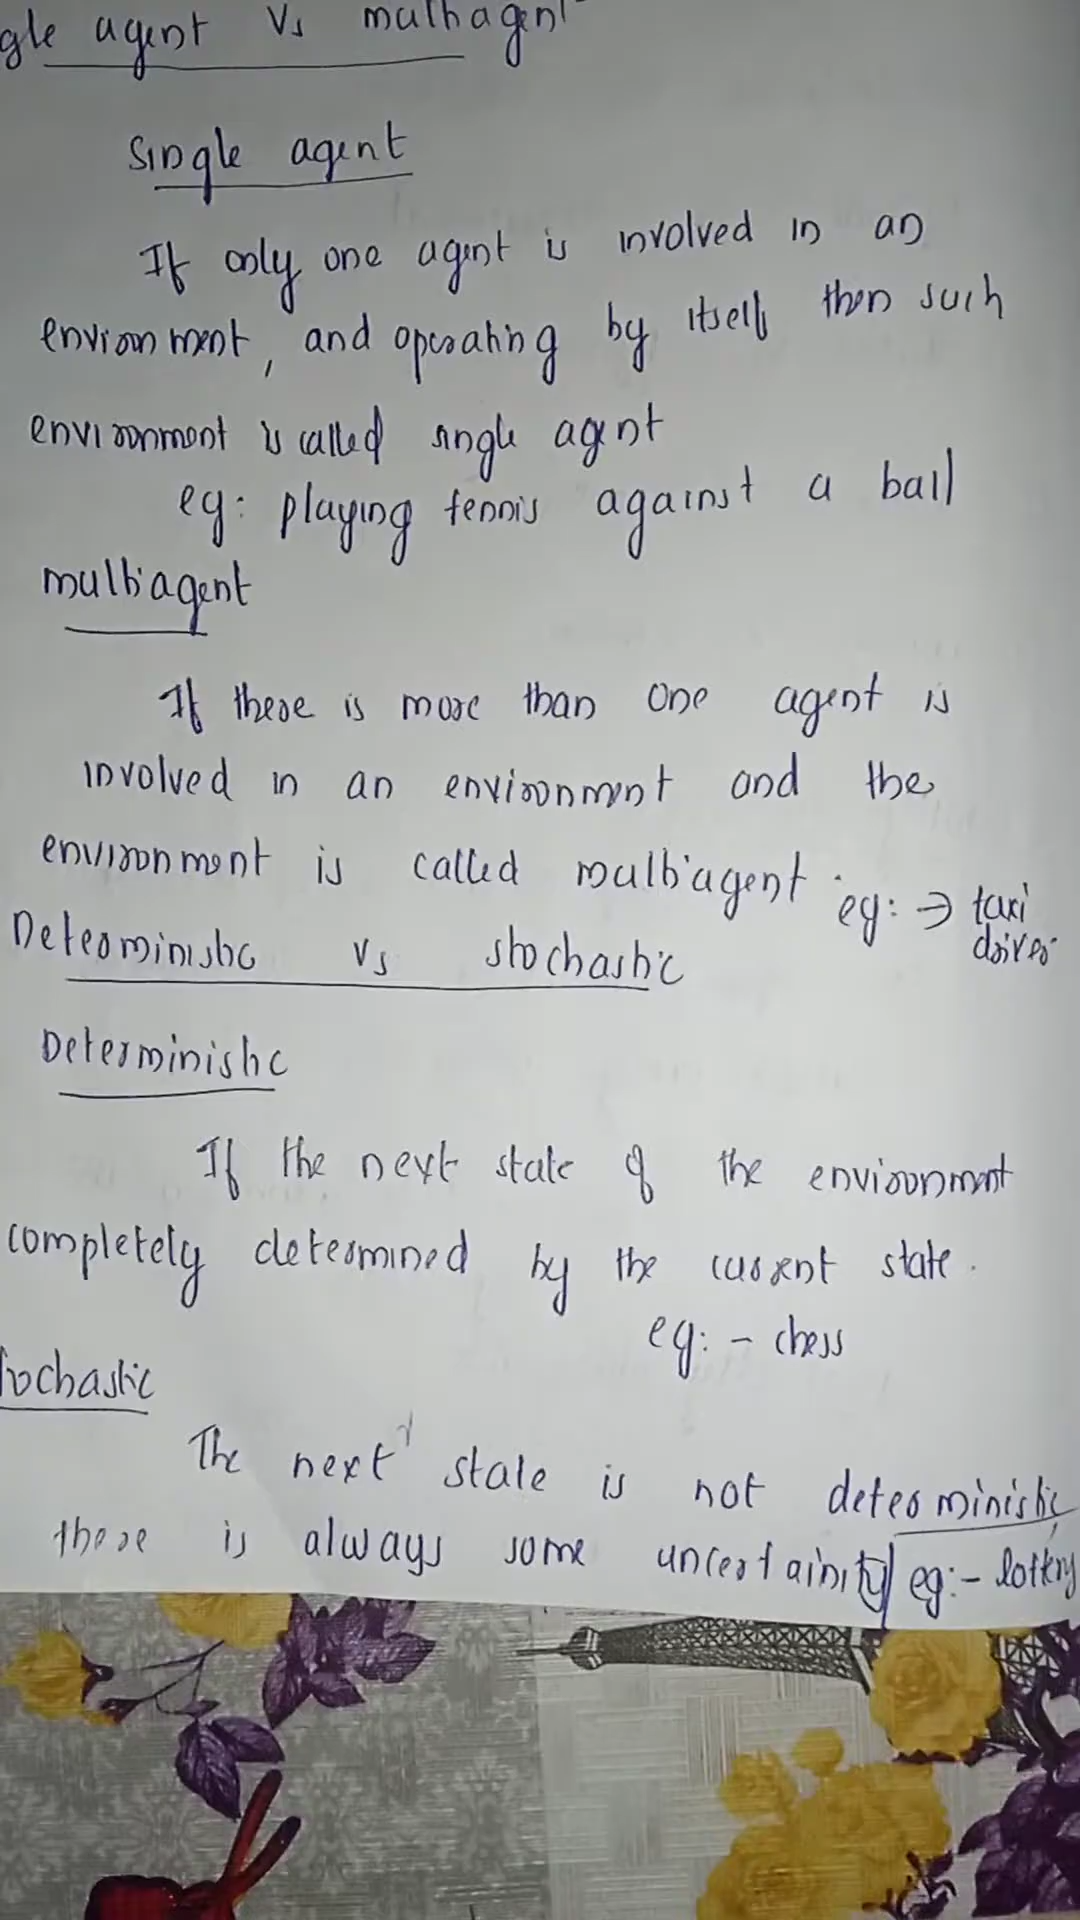 gle agent Vs multiagent
Single agent
If only one agent is involved in an
environment, and operating by itself then such
environment is called single agent
eg: playing tennis against a ball
multiagent
If there is more than one agent is
involved in an environment and the
environment is called multiagent eg: → taxi
driver
Deterministic Vs stochastic
Deterministic
If the next state of the environment
completely determined by the current state.
eg: - chess
tochastic
The next state is not deterministic
there is always some uncertainity eg:- lottery